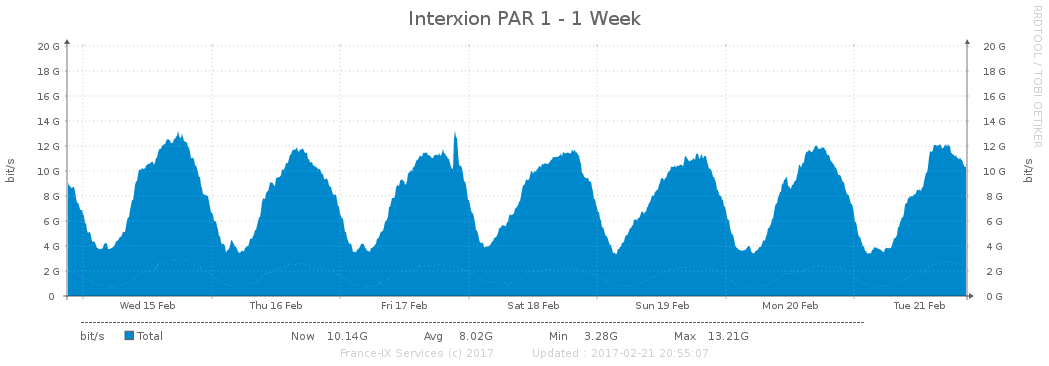 Interxion PAR 1 - 1 Week
RRDTOOL / TOBI OETIKER
bit/s
20 G 20 G
18 G 18 G
16 G 16 G
14 G 14 G
12 G 12 G
10 G 10 G
8 G 8 G
6 G 6 G
4 G 4 G
2 G 2 G
0 0 G
bit/s
Wed 15 Feb Thu 16 Feb Fri 17 Feb Sat 18 Feb Sun 19 Feb Mon 20 Feb Tue 21 Feb
bit/s Total Now 10.14G Avg 8.02G Min 3.28G Max 13.21G
France-IX Services (c) 2017 Updated : 2017-02-21 20:55:07